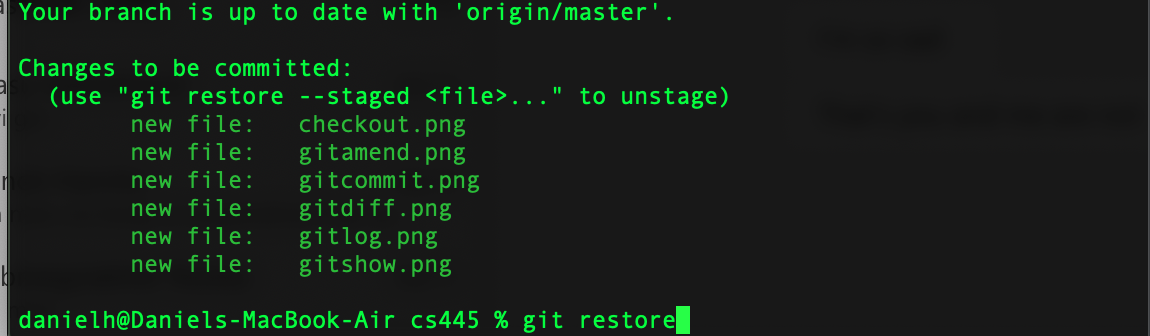 Your branch is up to date with 'origin/master'.
Changes to be committed:
(use "git restore --staged <file>..." to unstage)
new file: checkout.png
new file: gitamend.png
new file: gitcommit.png
new file: gitdiff.png
new file: gitlog.png
new file: gitshow.png
danielh@Daniels-MacBook-Air cs445 % git restore